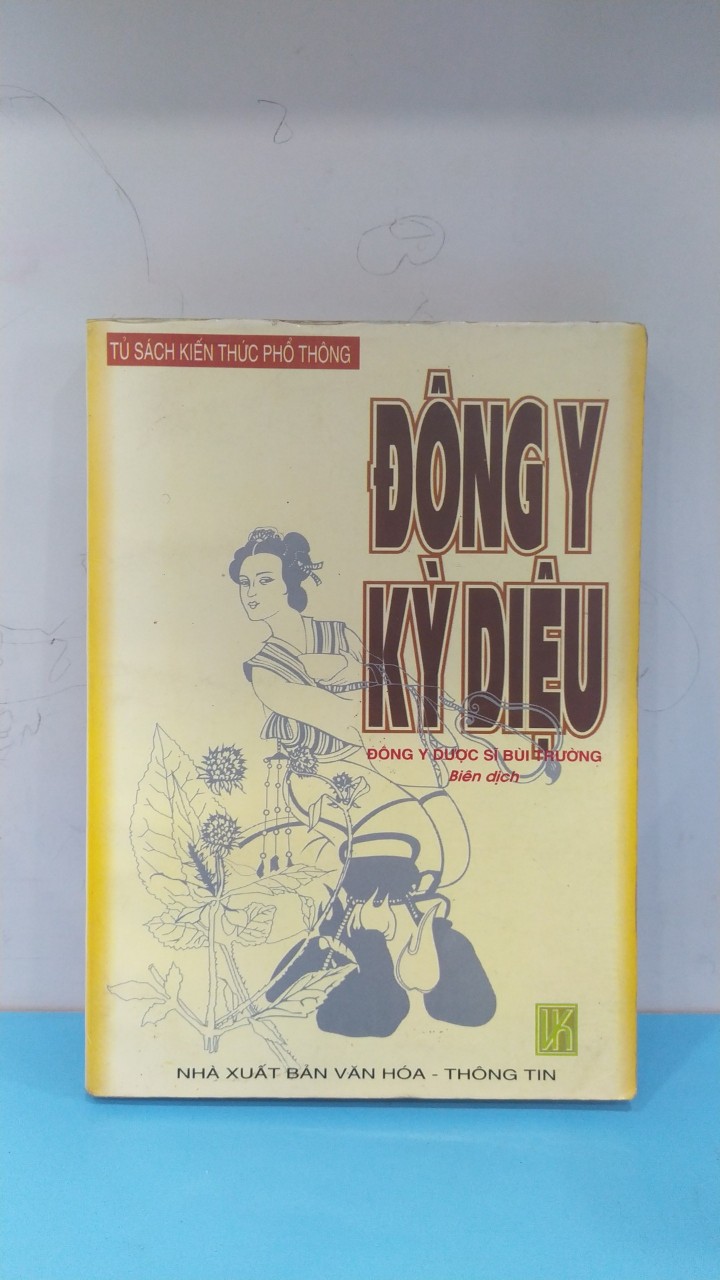 TỦ SÁCH KIẾN THỨC PHỔ THÔNG
ĐÔNG Y
KỲ DIỆU
ĐÔNG Y DƯỢC SĨ BÙI TRƯỜNG
Biên dịch
NHÀ XUẤT BẢN VĂN HÓA - THÔNG TIN